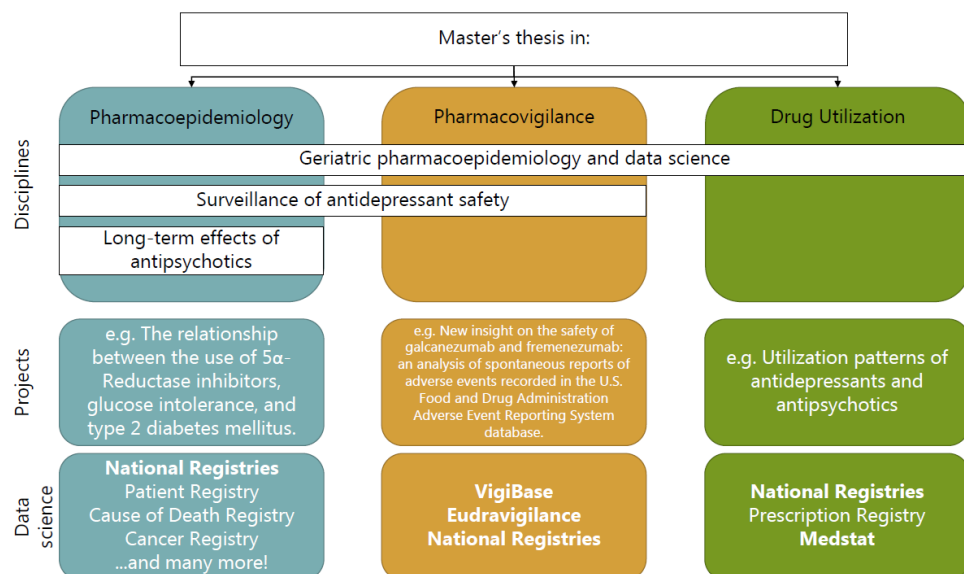 Master's thesis in:
Pharmacoepidemiology
Pharmacovigilance
Drug Utilization
Disciplines
Geriatric pharmacoepidemiology and data science
Surveillance of antidepressant safety
Long-term effects of
antipsychotics
Projects
e.g. The relationship
between the use of 5α-
Reductase inhibitors,
glucose intolerance, and
type 2 diabetes mellitus.
e.g. New insight on the safety of
galcanezumab and fremenezumab:
an analysis of spontaneous reports of
adverse events recorded in the U.S.
Food and Drug Administration
Adverse Event Reporting System
database.
e.g. Utilization patterns of
antidepressants and
antipsychotics
Data
science
National Registries
Patient Registry
Cause of Death Registry
Cancer Registry
...and many more!
VigiBase
Eudravigilance
National Registries
National Registries
Prescription Registry
Medstat